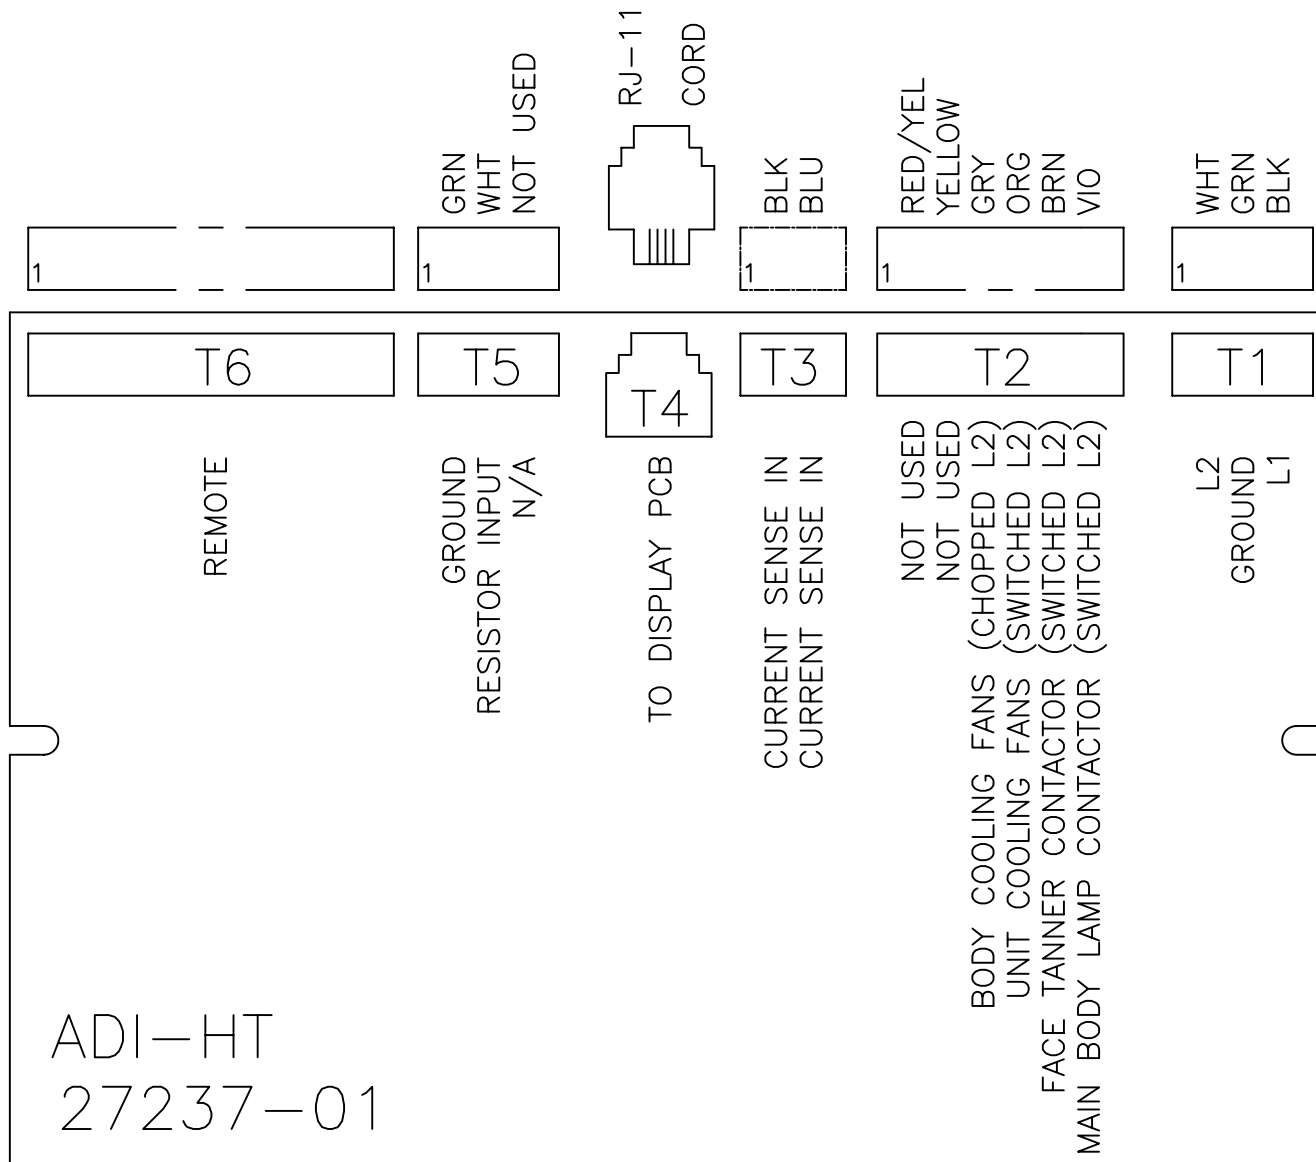 RJ-11
CORD
GRN
WHT
NOT USED
BLK
BLU
RED/YEL
YELLOW
GRY
ORG
BRN
VIO
WHT
GRN
BLK
1
1
1
1
1
T6
T5
T4
T3
T2
T1
REMOTE
GROUND
RESISTOR INPUT
N/A
TO DISPLAY PCB
CURRENT SENSE IN
CURRENT SENSE IN
NOT USED
NOT USED
BODY COOLING FANS (CHOPPED L2)
UNIT COOLING FANS (SWITCHED L2)
FACE TANNER CONTACTOR (SWITCHED L2)
MAIN BODY LAMP CONTACTOR (SWITCHED L2)
L2
GROUND
L1
ADI-HT
27237-01